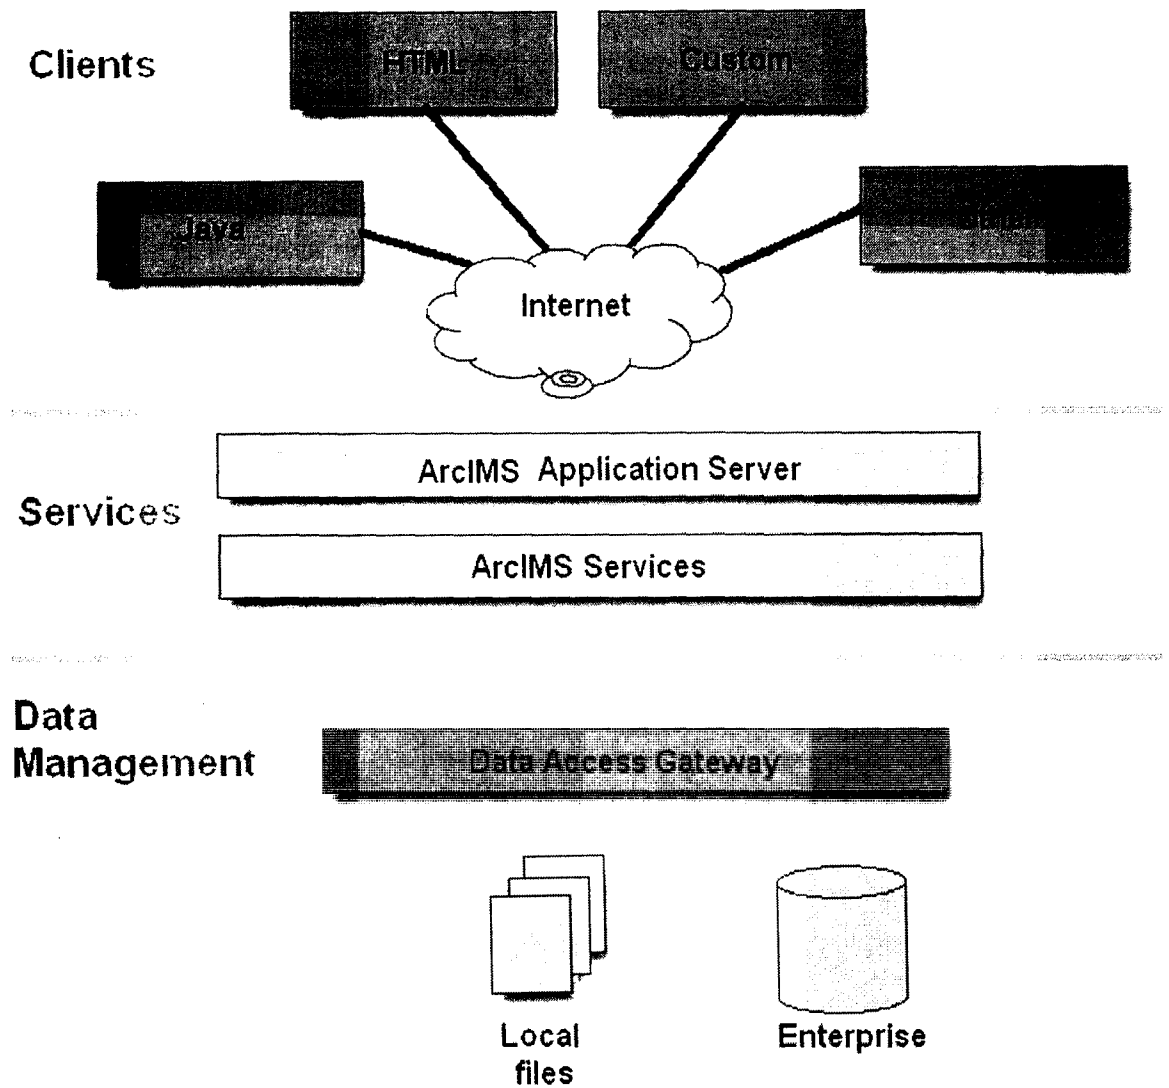 Clients
HTML
Custom
Java
Other
Internet
ArcIMS Application Server
Services
ArcIMS Services
Data
Management
Data Access Gateway
Local
files
Enterprise